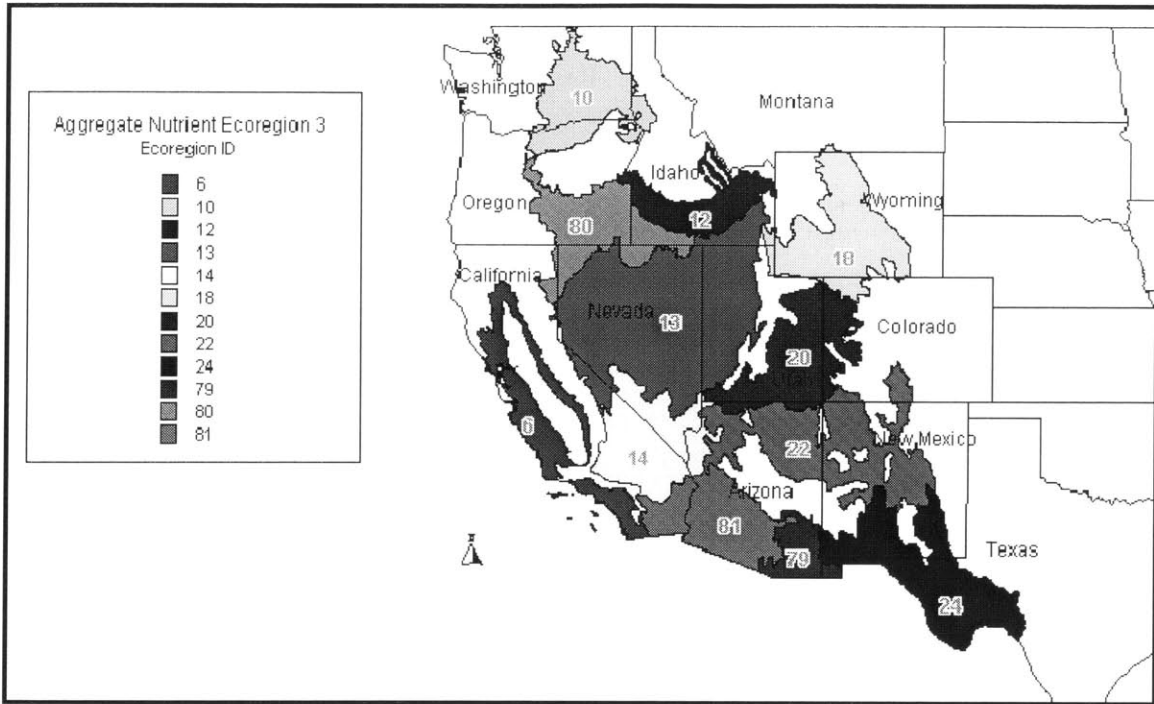 Aggregate Nutrient Ecoregion 3
Ecoregion ID
6
10
12
13
14
18
20
22
24
79
80
81
Washington
10
Montana
Idaho
Wyoming
Oregon
80
12
18
California
Nevada
13
Colorado
20
Utah
6
22
New Mexico
14
Arizona
81
79
Texas
24
N